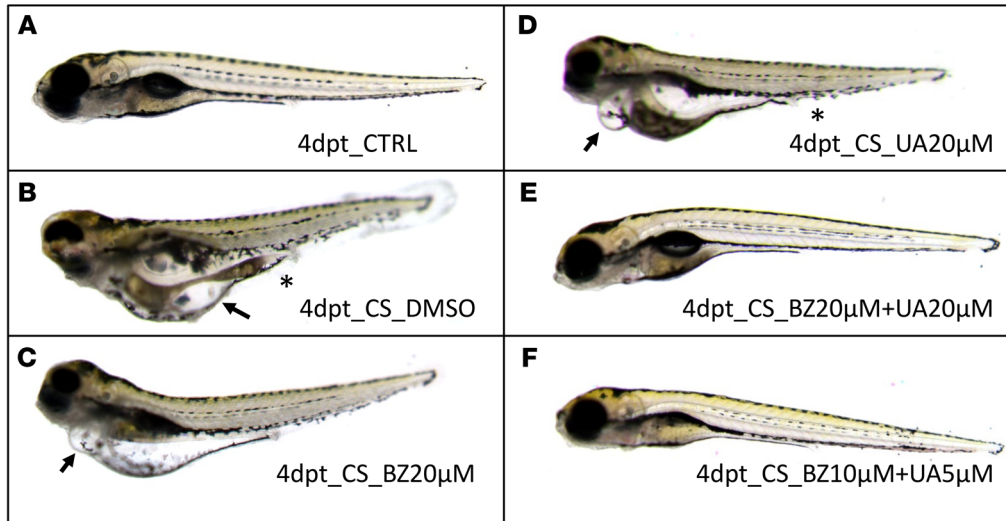 A
4dpt_CTRL
B
*
4dpt_CS_DMSO
C
4dpt_CS_BZ20µM
D
*
4dpt_CS_UA20µM
E
4dpt_CS_BZ20µM+UA20µM
F
4dpt_CS_BZ10µM+UA5µM